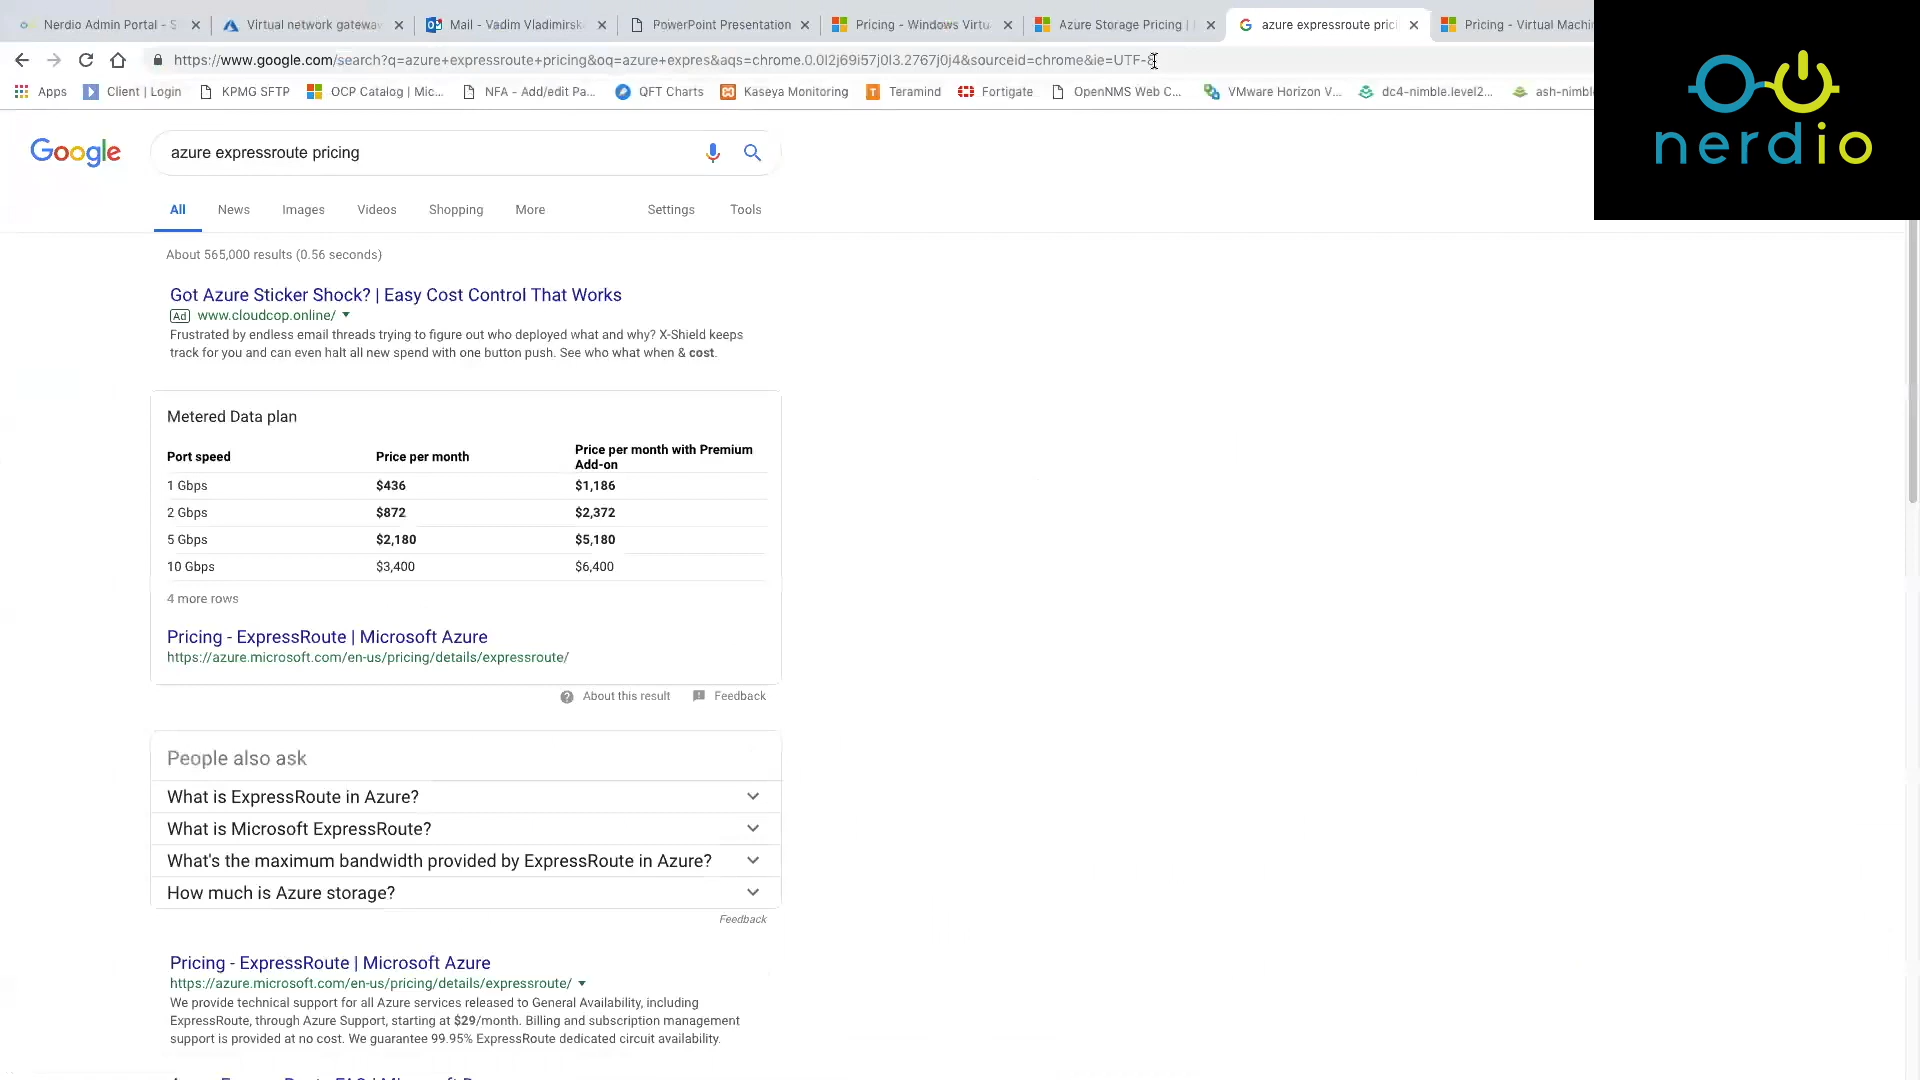 Nerdio Admin Portal - S
Virtual network gateway
Mail - Vadim Vladimirsk
PowerPoint Presentation
Pricing - Windows Virtu
Azure Storage Pricing |
azure expressroute pric
Pricing - Virtual Machi
https://www.google.com/search?q=azure+expressroute+pricing&oq=azure+expres&aqs=chrome.0.0l2j69i57j0l3.2767j0j4&sourceid=chrome&ie=UTF-8
Apps
Client | Login
KPMG SFTP
OCP Catalog | Mic...
NFA - Add/edit Pa...
QFT Charts
Kaseya Monitoring
Teramind
Fortigate
OpenNMS Web C...
VMware Horizon V...
dc4-nimble.level2...
ash-nimbl
nerdio
Google
azure expressroute pricing
All News Images Videos Shopping More Settings Tools
About 565,000 results (0.56 seconds)
Got Azure Sticker Shock? | Easy Cost Control That Works
Ad www.cloudcop.online/
Frustrated by endless email threads trying to figure out who deployed what and why? X-Shield keeps
track for you and can even halt all new spend with one button push. See who what when & cost.
Metered Data plan
Port speed Price per month Price per month with Premium
Add-on
1 Gbps $436 $1,186
2 Gbps $872 $2,372
5 Gbps $2,180 $5,180
10 Gbps $3,400 $6,400
4 more rows
Pricing - ExpressRoute | Microsoft Azure
https://azure.microsoft.com/en-us/pricing/details/expressroute/
About this result Feedback
People also ask
What is ExpressRoute in Azure?
What is Microsoft ExpressRoute?
What's the maximum bandwidth provided by ExpressRoute in Azure?
How much is Azure storage?
Feedback
Pricing - ExpressRoute | Microsoft Azure
https://azure.microsoft.com/en-us/pricing/details/expressroute/
We provide technical support for all Azure services released to General Availability, including
ExpressRoute, through Azure Support, starting at $29/month. Billing and subscription management
support is provided at no cost. We guarantee 99.95% ExpressRoute dedicated circuit availability.